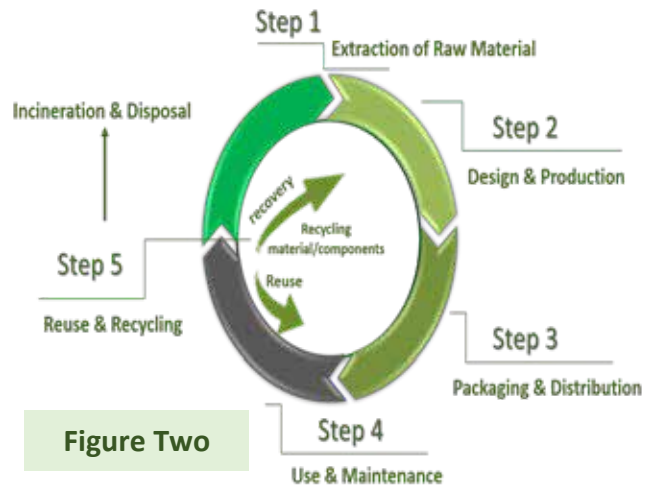 Step 1
Extraction of Raw Material
Incineration & Disposal
Step 2
Design & Production
recovery
Recycling
material/components
Step 5
Reuse
Reuse & Recycling
Step 3
Packaging & Distribution
Figure Two
Step 4
Use & Maintenance